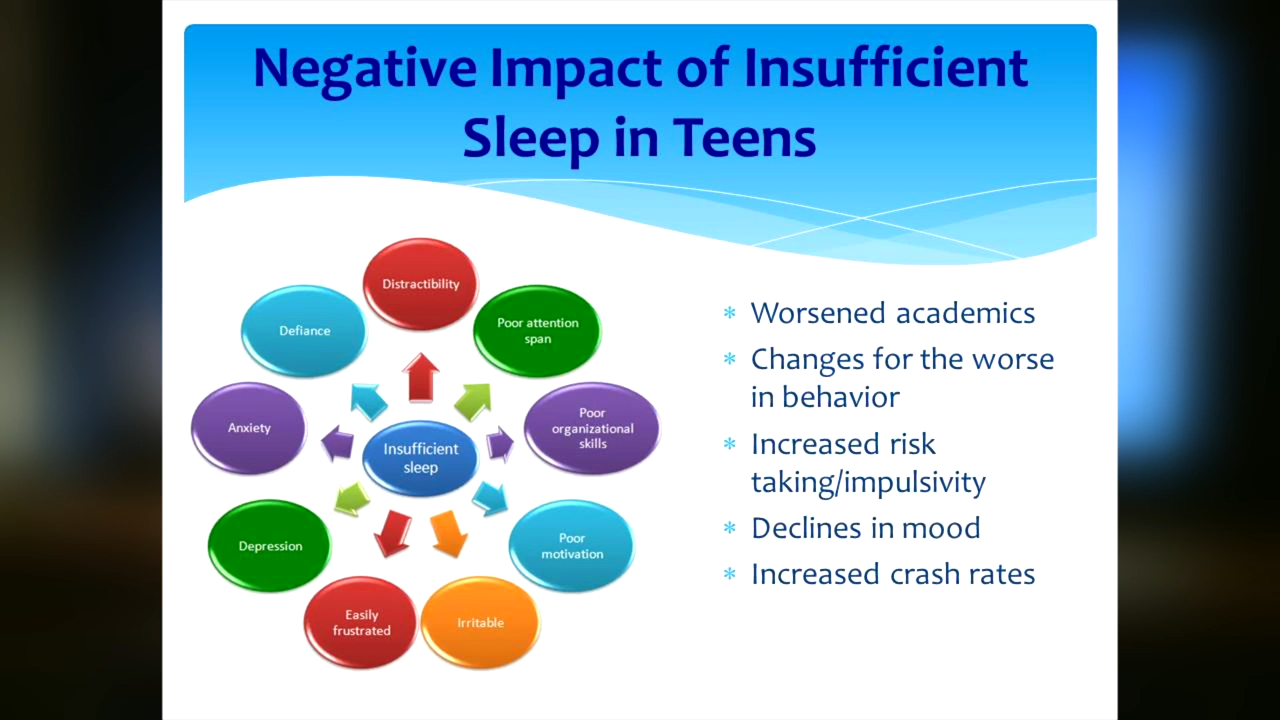 Negative Impact of Insufficient
Sleep in Teens
Distractibility
Poor attention
span
Poor
organizational
skills
Poor
motivation
Irritable
Easily
frustrated
Depression
Anxiety
Defiance
Insufficient
sleep
* Worsened academics
* Changes for the worse
in behavior
* Increased risk
taking/impulsivity
* Declines in mood
* Increased crash rates